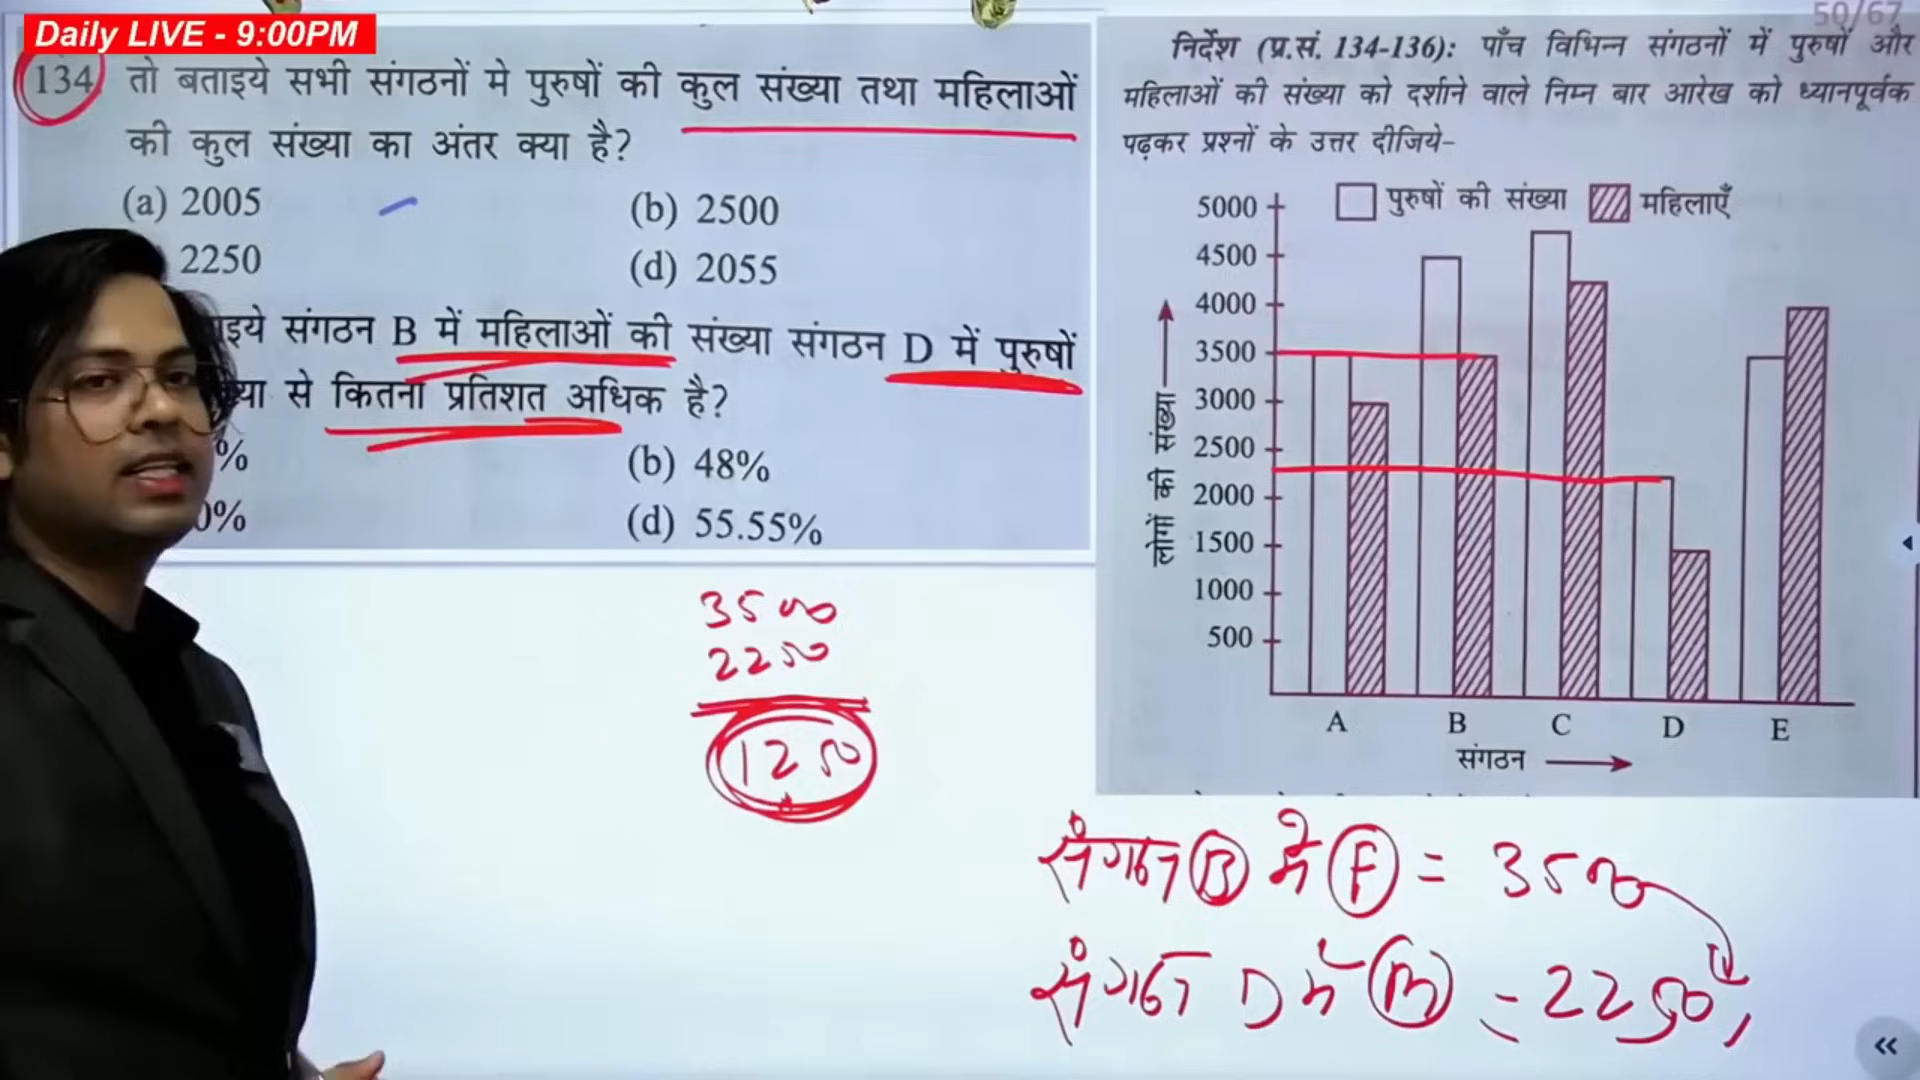 50/67
Daily LIVE - 9:00PM
134 तो बताइये सभी संगठनों मे पुरुषों की कुल संख्या तथा महिलाओं
की कुल संख्या का अंतर क्या है?
(a) 2005 (b) 2500
2250 (d) 2055
इये संगठन B में महिलाओं की संख्या संगठन D में पुरुषों
ख्या से कितना प्रतिशत अधिक है?
% (b) 48%
0% (d) 55.55%
निर्देश (प्र.सं. 134-136): पाँच विभिन्न संगठनों में पुरुषों और
महिलाओं की संख्या को दर्शाने वाले निम्न बार आरेख को ध्यानपूर्वक
पढ़कर प्रश्नों के उत्तर दीजिये-
पुरुषों की संख्या महिलाएँ
5000
4500
4000
3500
3000
2500
2000
1500
1000
500
लोगों की संख्या
A B C D E
संगठन
3500
2250
1250
संगठन B में F = 3500
संगठन D में M = 2250